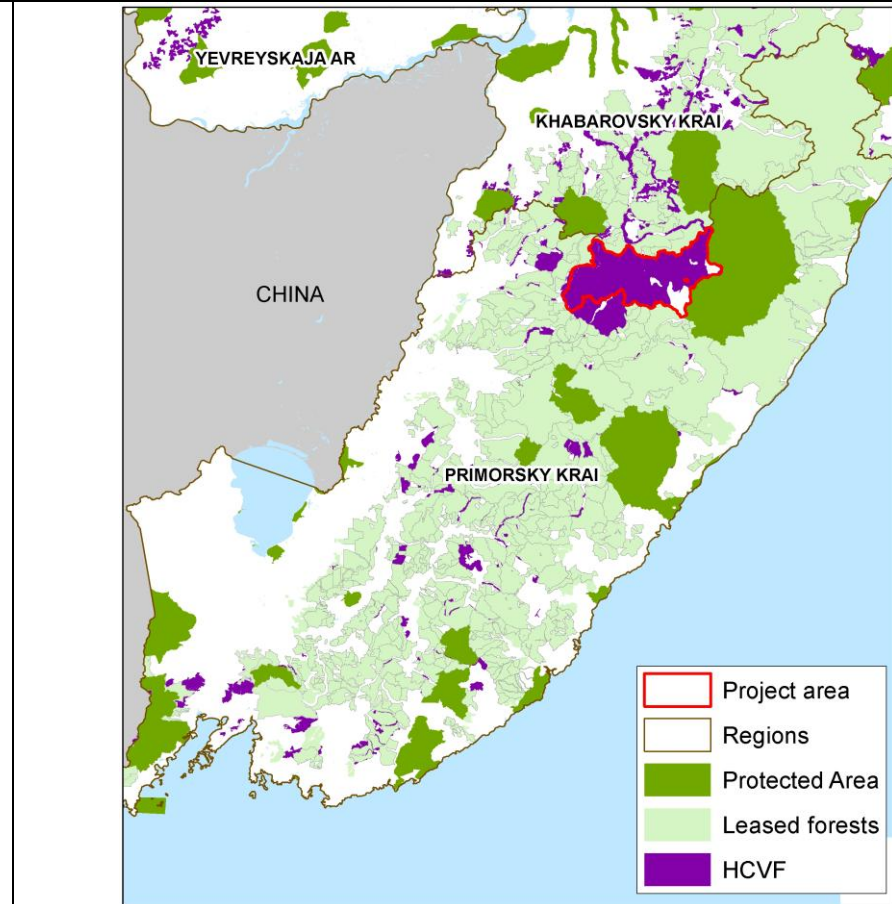 YEVREYSKAJA AR
KHABAROVSKY KRAI
CHINA
PRIMORSKY KRAI
Project area
Regions
Protected Area
Leased forests
HCVF